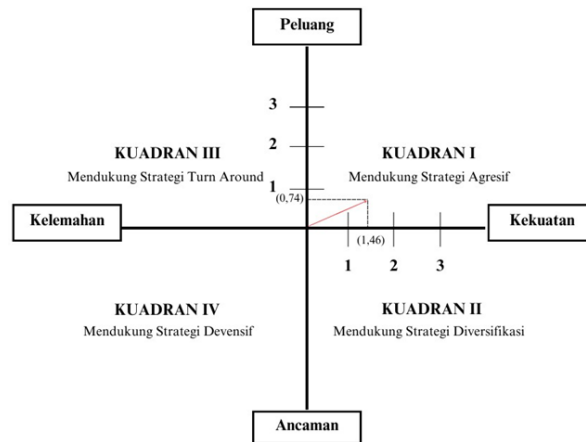 Peluang
3
2
KUADRAN III
KUADRAN I
Mendukung Strategi Turn Around
Mendukung Strategi Agresif
1
(0,74)
Kelemahan
Kekuatan
(1,46)
1
2
3
KUADRAN IV
KUADRAN II
Mendukung Strategi Devensif
Mendukung Strategi Diversifikasi
Ancaman